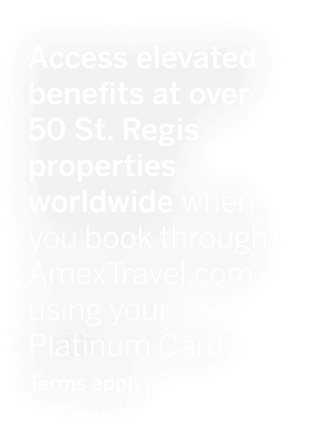 Access elevated
benefits at over
50 St. Regis
properties
worldwide when
you book through
AmexTravel.com
using your
Platinum Card.
Terms apply.